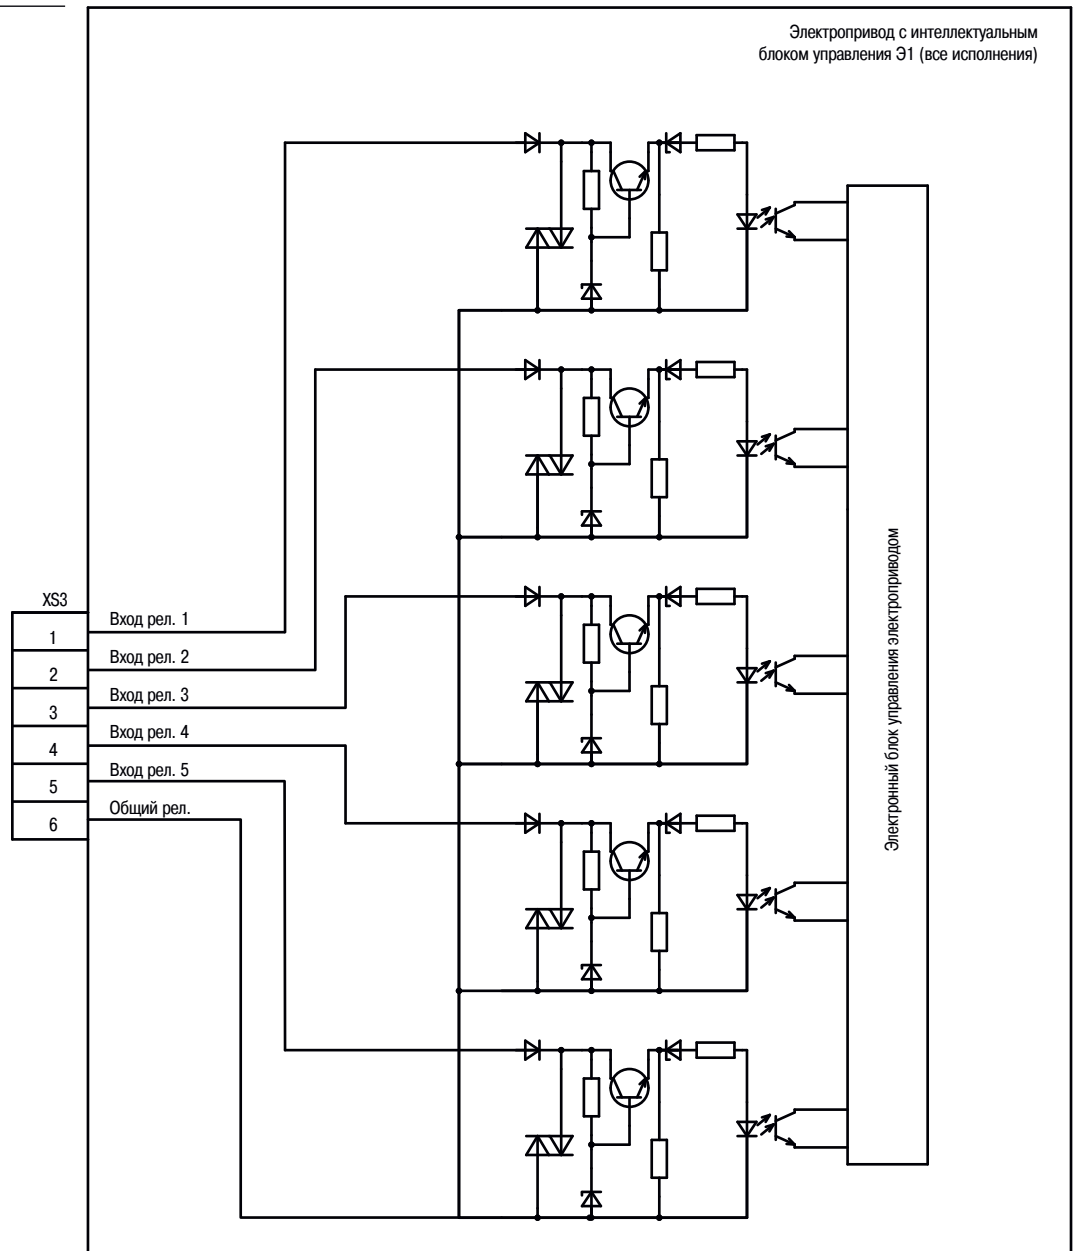 Электропривод с интеллектуальным
блоком управления Э1 (все исполнения)
XS3
1
Вход рел. 1
2
Вход рел. 2
3
Вход рел. 3
4
Вход рел. 4
5
Вход рел. 5
6
Общий рел.
Электронный блок управления электроприводом